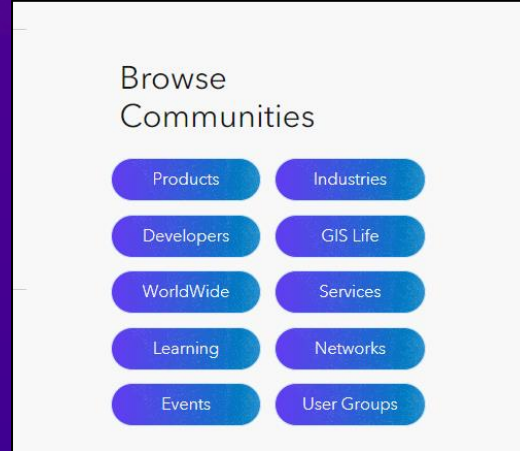 Browse
Communities
Products
Industries
Developers
GIS Life
WorldWide
Services
Learning
Networks
Events
User Groups